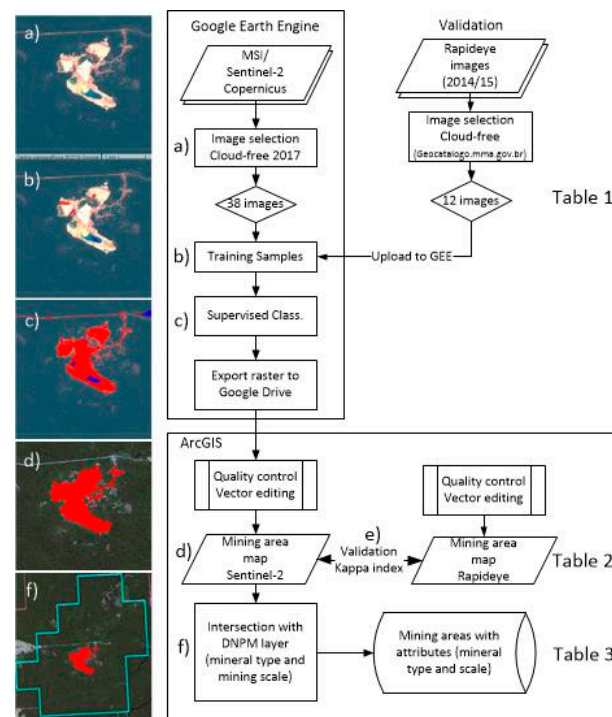 a)
b)
c)
d)
f)
Google Earth Engine
MSI/
Sentinel-2
Copernicus
a)
Image selection
Cloud-free 2017
38 images
b)
Training Samples
c)
Supervised Class.
Export raster to
Google Drive
Validation
Rapideye
images
(2014/15)
Image selection
Cloud-free
(Geocatalogo.mma.gov.br)
12 images
Upload to GEE
Table 1
ArcGIS
Quality control
Vector editing
Quality control
Vector editing
d)
Mining area
map
Sentinel-2
e)
Validation
Kappa index
Mining area
map
Rapideye
Table 2
f)
Intersection with
DNPM layer
(mineral type and
mining scale)
Mining areas with
attributes (mineral
type and scale)
Table 3